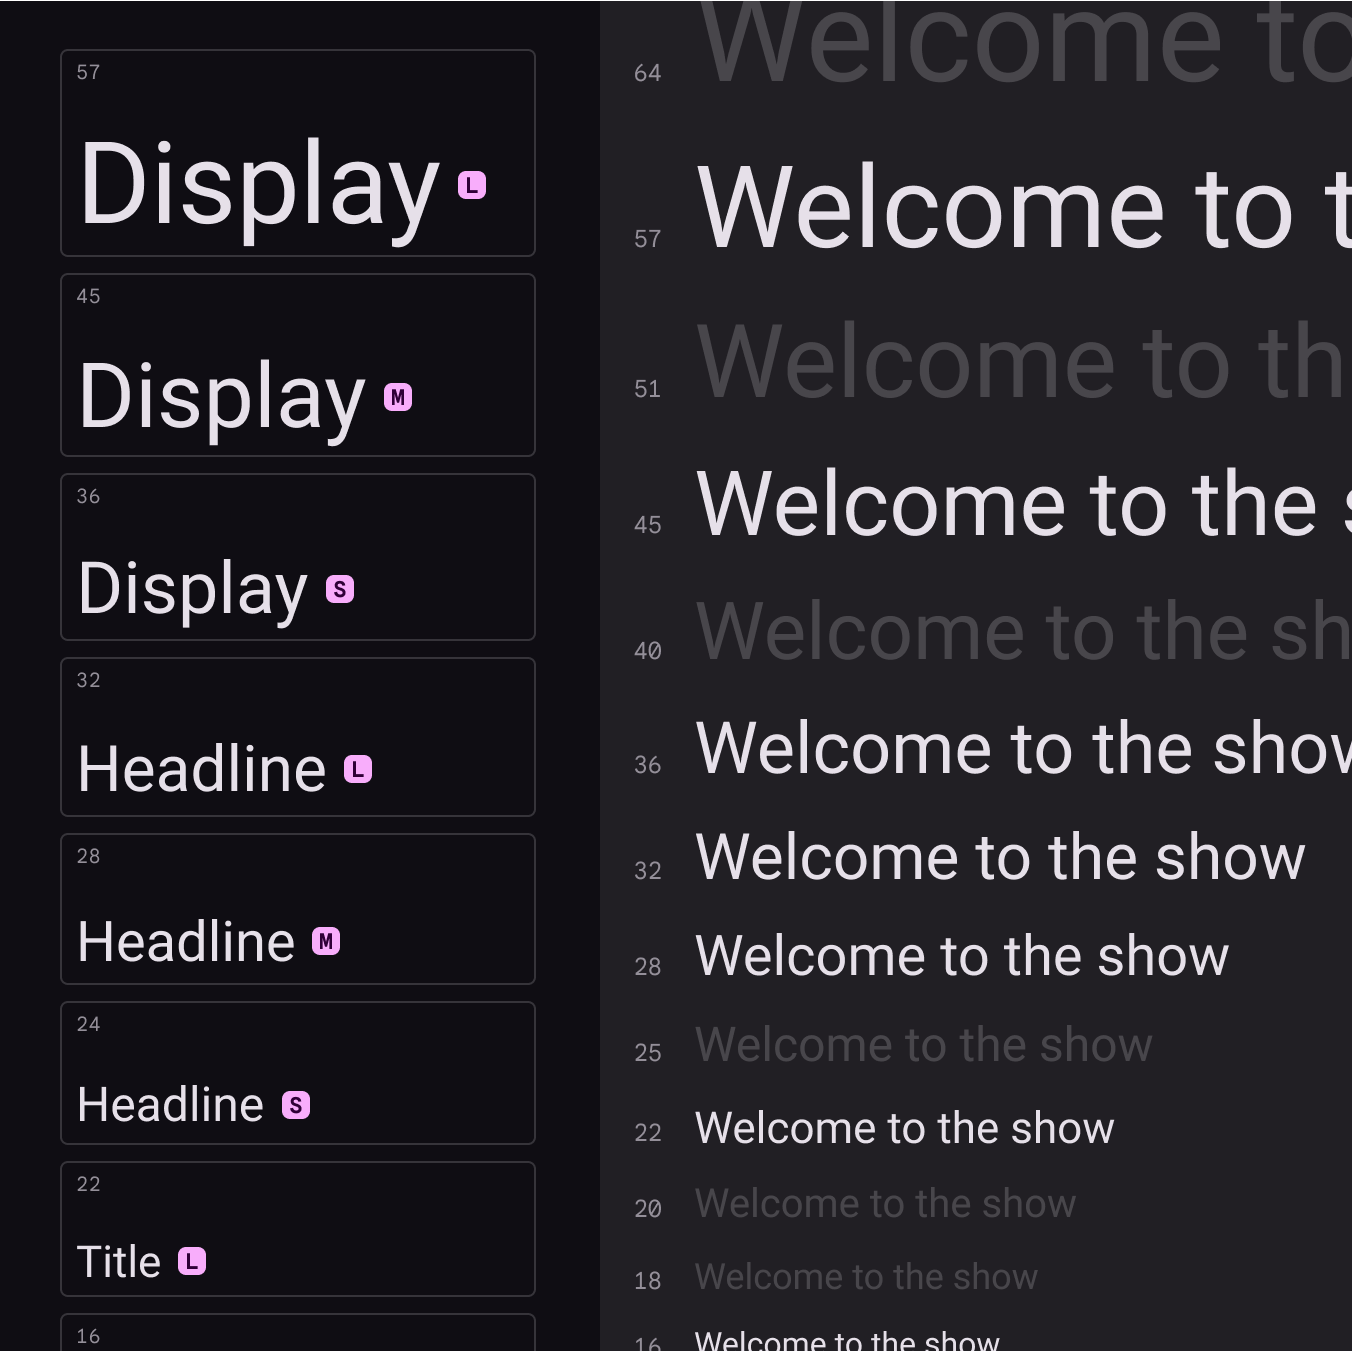 57
Display L
45
Display M
36
Display S
32
Headline L
28
Headline M
24
Headline S
22
Title L
16
64 Welcome to
57 Welcome to t
51 Welcome to th
45 Welcome to the s
40 Welcome to the sh
36 Welcome to the show
32 Welcome to the show
28 Welcome to the show
25 Welcome to the show
22 Welcome to the show
20 Welcome to the show
18 Welcome to the show
16 Welcome to the show